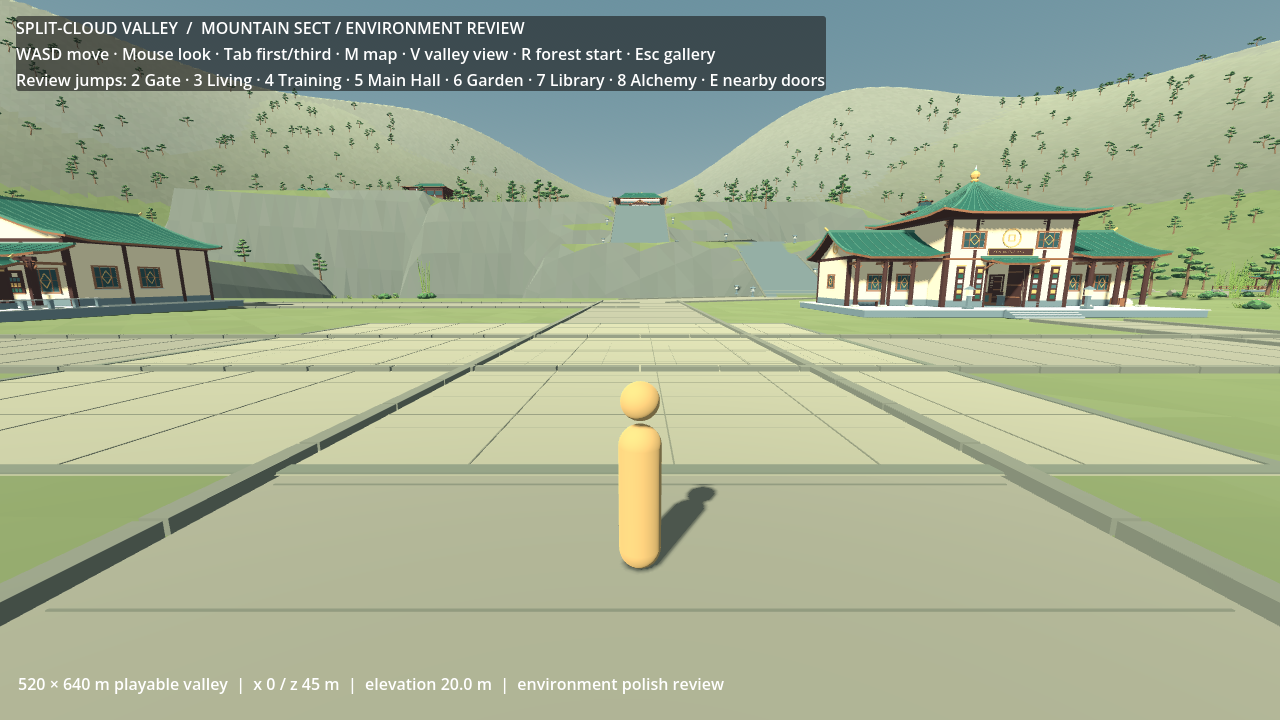 SPLIT-CLOUD VALLEY / MOUNTAIN SECT / ENVIRONMENT REVIEW
WASD move · Mouse look · Tab first/third · M map · V valley view · R forest start · Esc gallery
Review jumps: 2 Gate · 3 Living · 4 Training · 5 Main Hall · 6 Garden · 7 Library · 8 Alchemy · E nearby doors
520 × 640 m playable valley | x 0 / z 45 m | elevation 20.0 m | environment polish review